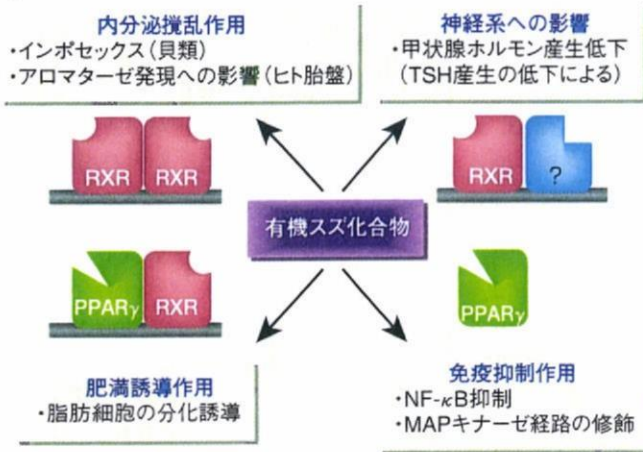 内分泌撹乱作用
・インポセックス(貝類)
・アロマターゼ発現への影響(ヒト胎盤)
神経系への影響
・甲状腺ホルモン産生低下
(TSH産生の低下による)
RXR RXR
RXR ?
有機スズ化合物
PPARγ RXR
PPARγ
肥満誘導作用
・脂肪細胞の分化誘導
免疫抑制作用
・NF-κB抑制
・MAPキナーゼ経路の修飾